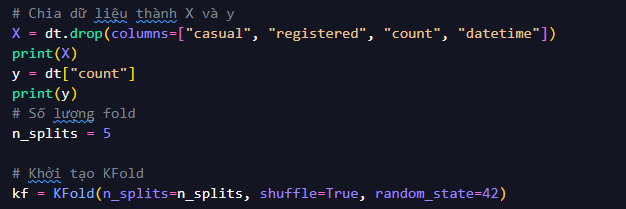 # Chia dữ liệu thành X và y
X = dt.drop(columns=["casual", "registered", "count", "datetime"])
print(X)
y = dt["count"]
print(y)
# Số lượng fold
n_splits = 5
# Khởi tạo KFold
kf = KFold(n_splits=n_splits, shuffle=True, random_state=42)